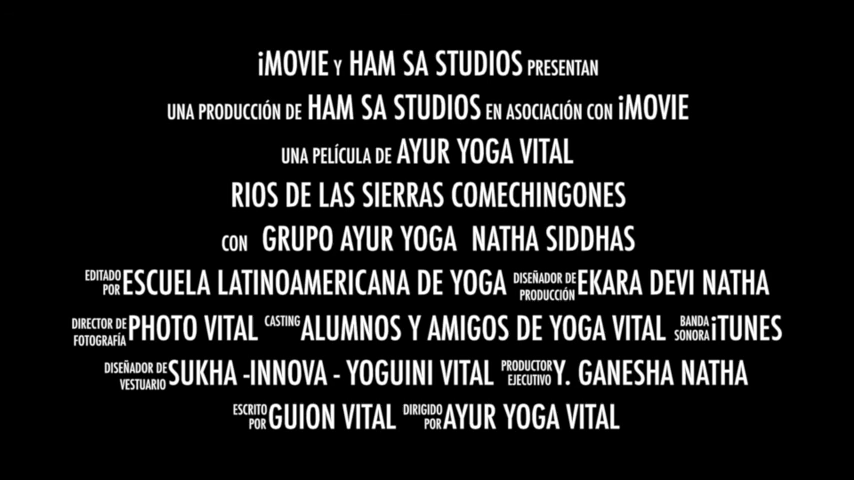 iMOVIE Y HAM SA STUDIOS PRESENTAN
UNA PRODUCCIÓN DE HAM SA STUDIOS EN ASOCIACIÓN CON iMOVIE
UNA PELÍCULA DE AYUR YOGA VITAL
RIOS DE LAS SIERRAS COMECHINGONES
CON GRUPO AYUR YOGA NATHA SIDDHAS
EDITADO POR ESCUELA LATINOAMERICANA DE YOGA DISEÑADOR DE PRODUCCIÓN EKARA DEVI NATHA
DIRECTOR DE FOTOGRAFÍA PHOTO VITAL CASTING ALUMNOS Y AMIGOS DE YOGA VITAL BANDA SONORA iTUNES
DISEÑADOR DE VESTUARIO SUKHA -INNOVA - YOGUINI VITAL PRODUCTOR EJECUTIVO Y. GANESHA NATHA
ESCRITO POR GUION VITAL DIRIGIDO POR AYUR YOGA VITAL